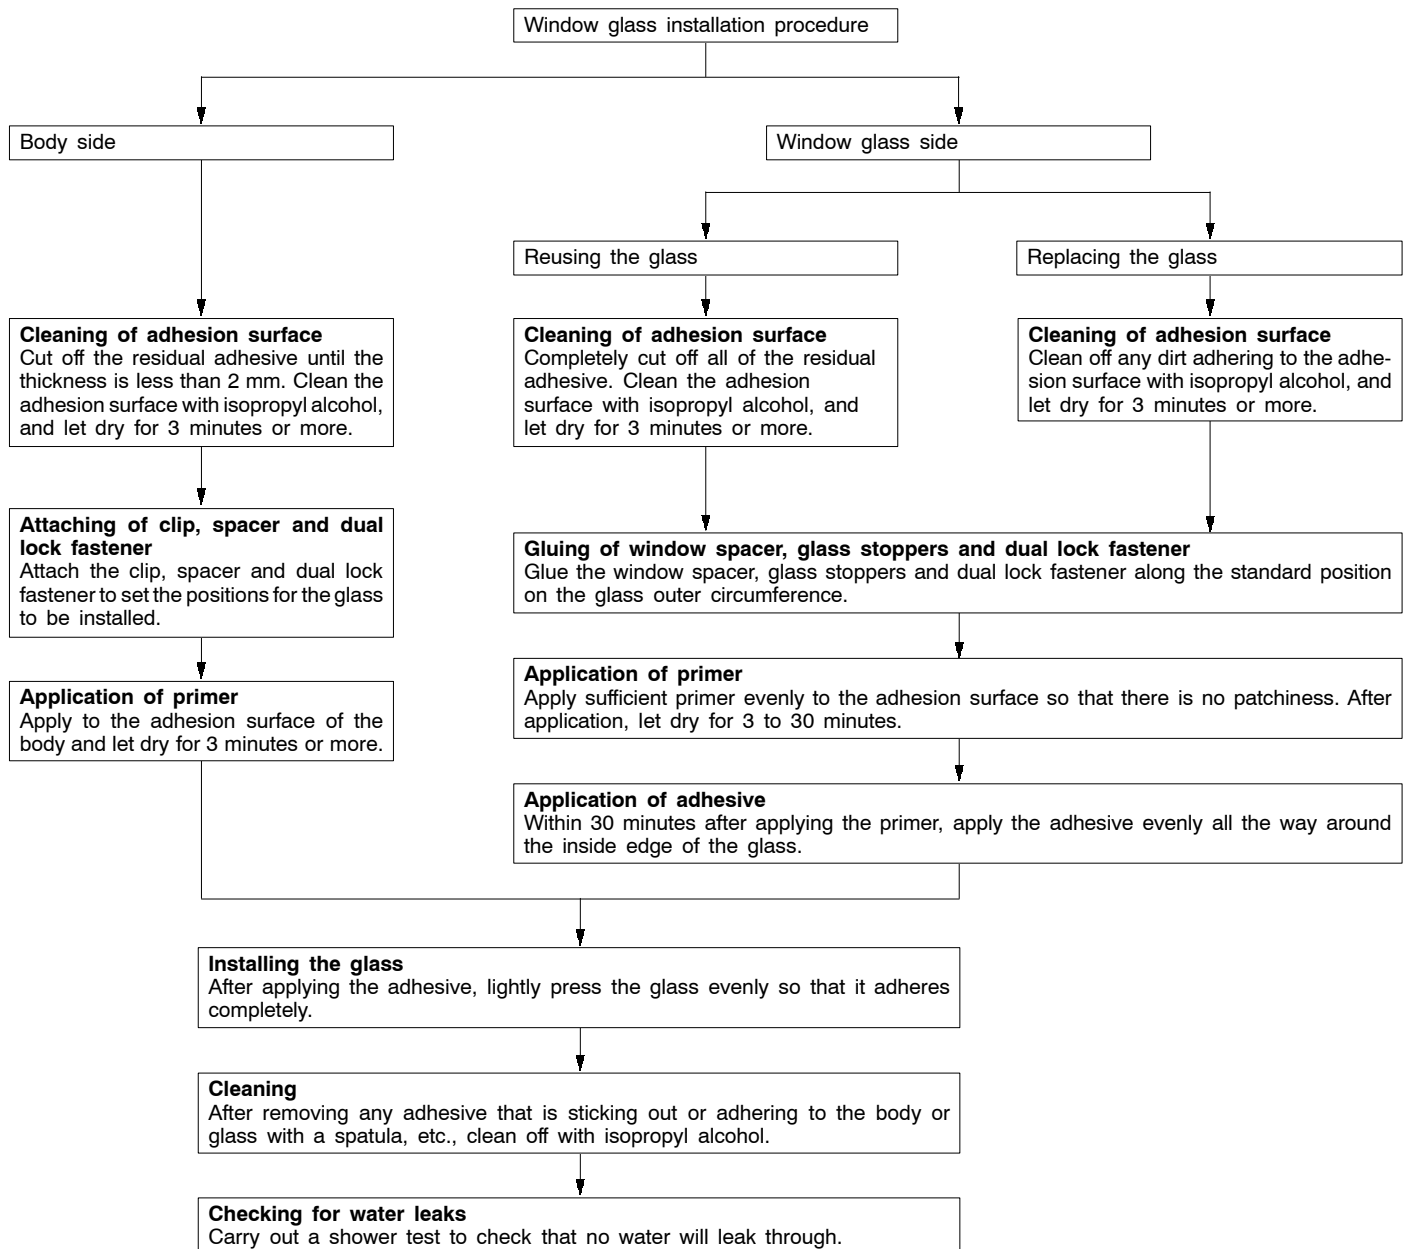 Window glass installation procedure
Body side
Window glass side
Reusing the glass
Replacing the glass
Cleaning of adhesion surface
Cut off the residual adhesive until the
thickness is less than 2 mm. Clean the
adhesion surface with isopropyl alcohol,
and let dry for 3 minutes or more.
Cleaning of adhesion surface
Completely cut off all of the residual
adhesive. Clean the adhesion
surface with isopropyl alcohol, and
let dry for 3 minutes or more.
Cleaning of adhesion surface
Clean off any dirt adhering to the adhe-
sion surface with isopropyl alcohol, and
let dry for 3 minutes or more.
Attaching of clip, spacer and dual
lock fastener
Attach the clip, spacer and dual lock
fastener to set the positions for the glass
to be installed.
Gluing of window spacer, glass stoppers and dual lock fastener
Glue the window spacer, glass stoppers and dual lock fastener along the standard position
on the glass outer circumference.
Application of primer
Apply to the adhesion surface of the
body and let dry for 3 minutes or more.
Application of primer
Apply sufficient primer evenly to the adhesion surface so that there is no patchiness. After
application, let dry for 3 to 30 minutes.
Application of adhesive
Within 30 minutes after applying the primer, apply the adhesive evenly all the way around
the inside edge of the glass.
Installing the glass
After applying the adhesive, lightly press the glass evenly so that it adheres
completely.
Cleaning
After removing any adhesive that is sticking out or adhering to the body or
glass with a spatula, etc., clean off with isopropyl alcohol.
Checking for water leaks
Carry out a shower test to check that no water will leak through.